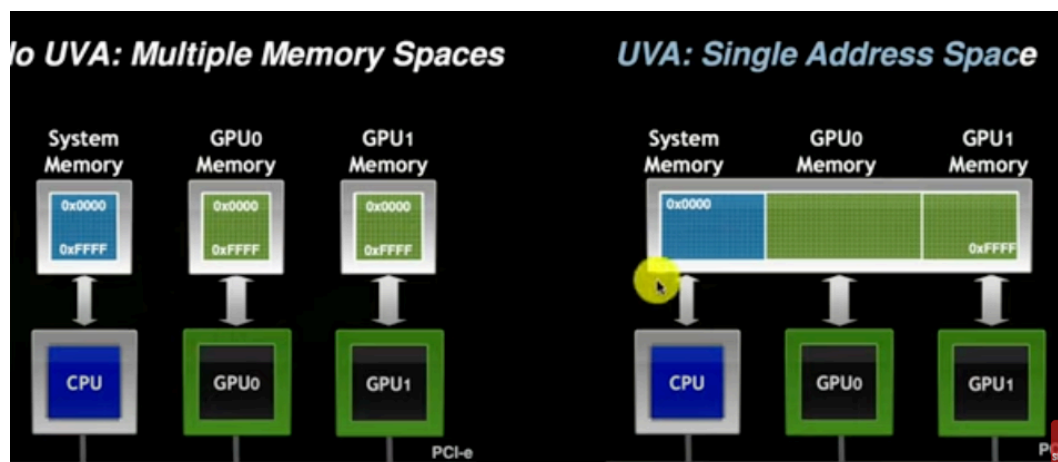 No UVA: Multiple Memory Spaces
System
Memory
GPU0
Memory
GPU1
Memory
0x0000
0xFFFF
0x0000
0xFFFF
0x0000
0xFFFF
CPU
GPU0
GPU1
PCI-e
UVA: Single Address Space
System
Memory
GPU0
Memory
GPU1
Memory
0x0000
0xFFFF
CPU
GPU0
GPU1